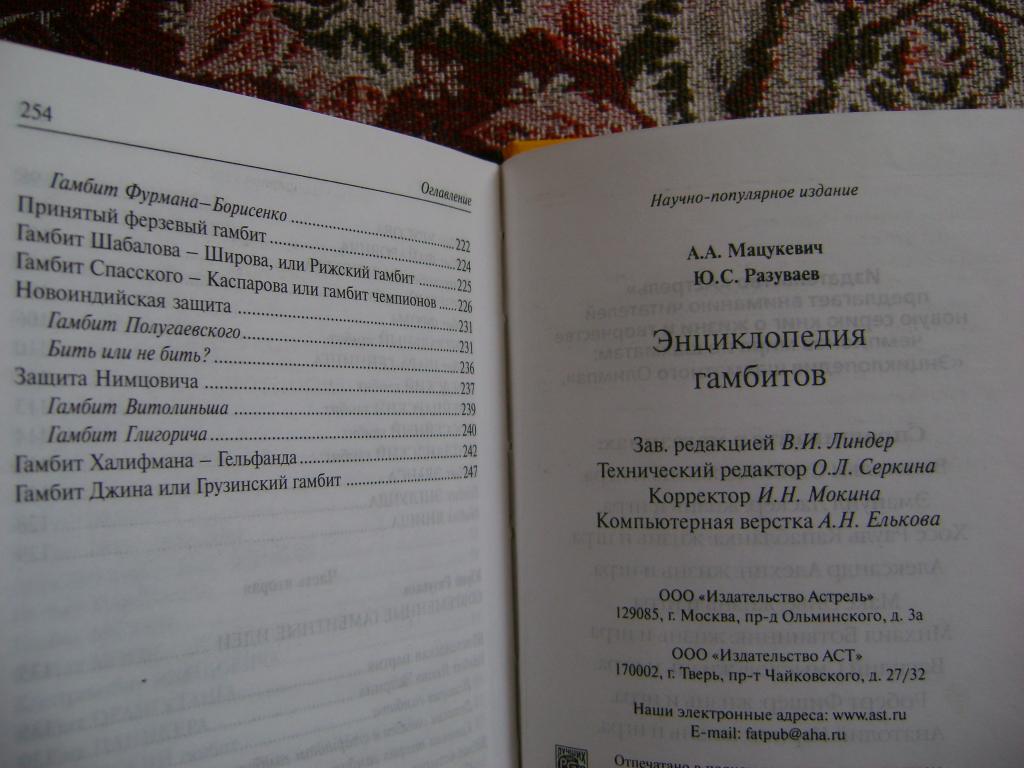 254
Оглавление
Гамбит Фурмана–Борисенко ........ 222
Принятый ферзевый гамбит ........ 224
Гамбит Шабалова – Широва, или Рижский гамбит ........ 225
Гамбит Спасского – Каспарова или гамбит чемпионов ........ 226
Новоиндийская защита ........ 231
Гамбит Полугаевского ........ 231
Бить или не бить? ........ 236
Защита Нимцовича ........ 237
Гамбит Витолиньша ........ 239
Гамбит Глигорича ........ 240
Гамбит Халифмана – Гельфанда ........ 242
Гамбит Джина или Грузинский гамбит ........ 247
Научно-популярное издание
А.А. Мацукевич
Ю.С. Разуваев
Энциклопедия
гамбитов
Зав. редакцией В.И. Линдер
Технический редактор О.Л. Серкина
Корректор И.Н. Мокина
Компьютерная верстка А.Н. Елькова
ООО «Издательство Астрель»
129085, г. Москва, пр-д Ольминского, д. 3а
ООО «Издательство АСТ»
170002, г. Тверь, пр-т Чайковского, д. 27/32
Наши электронные адреса: www.ast.ru
E-mail: fatpub@aha.ru
Отпечатано в